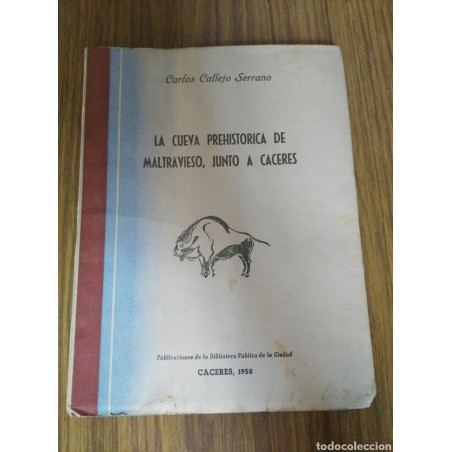 Carlos Callejo Serrano
LA CUEVA PREHISTORICA DE
MALTRAVIESO, JUNTO A CACERES
Publicaciones de la Biblioteca Pública de la Ciudad
CACERES, 1958
todocoleccion